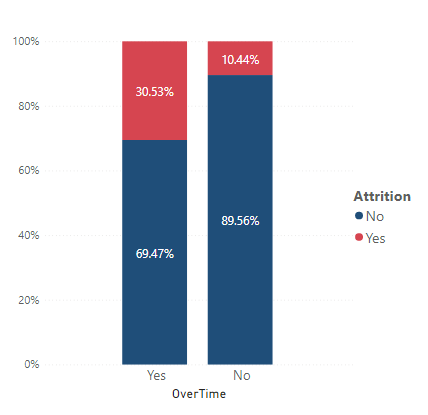 100%
80%
60%
40%
20%
0%
30.53%
69.47%
10.44%
89.56%
Yes
No
OverTime
Attrition
No
Yes